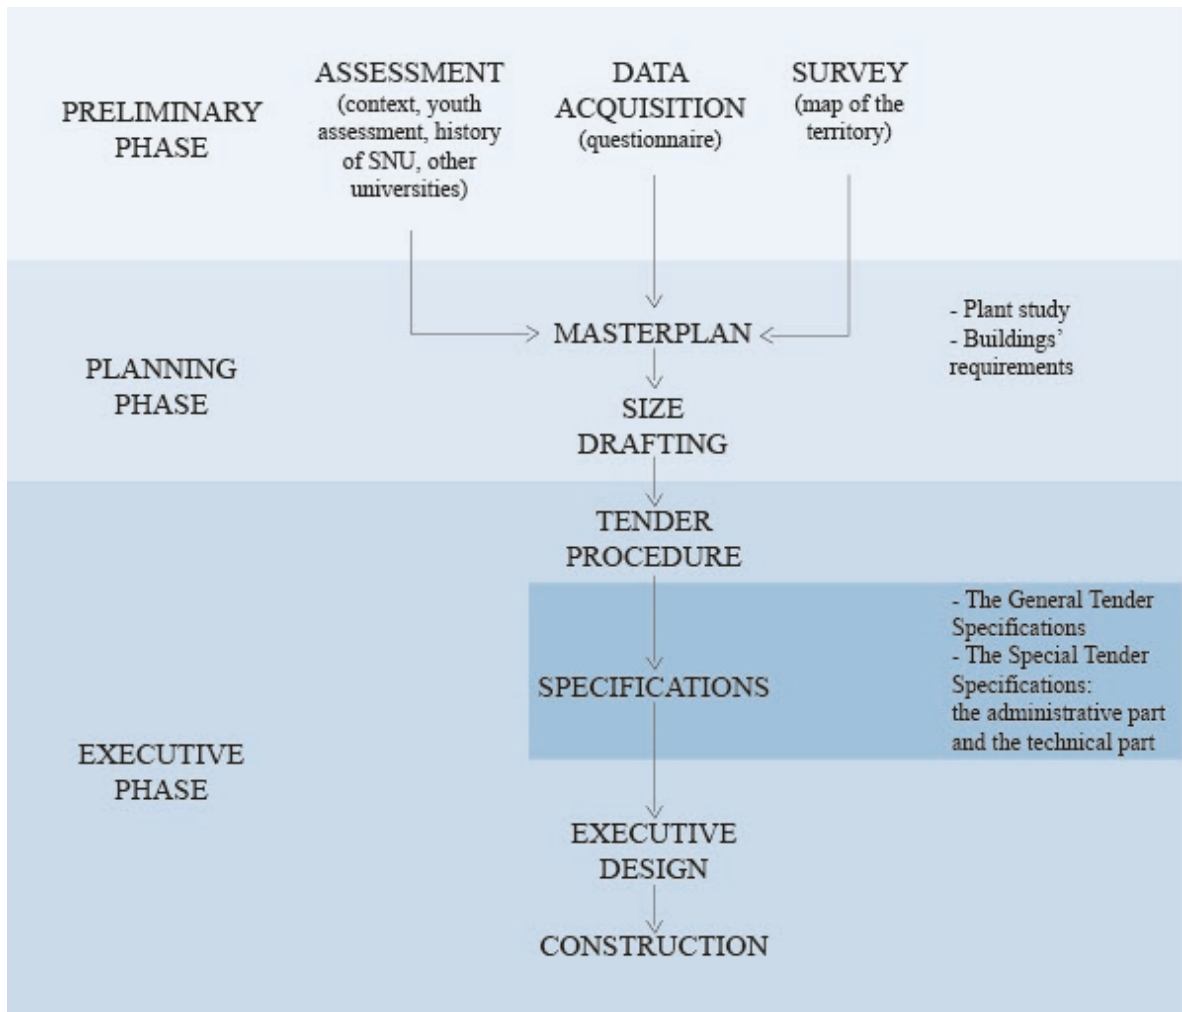 PRELIMINARY
PHASE
ASSESSMENT
(context, youth
assessment, history
of SNU, other
universities)
DATA
ACQUISITION
(questionnaire)
SURVEY
(map of the
territory)
PLANNING
PHASE
MASTERPLAN
SIZE
DRAFTING
- Plant study
- Buildings’
requirements
EXECUTIVE
PHASE
TENDER
PROCEDURE
SPECIFICATIONS
- The General Tender
Specifications
- The Special Tender
Specifications:
the administrative part
and the technical part
EXECUTIVE
DESIGN
CONSTRUCTION